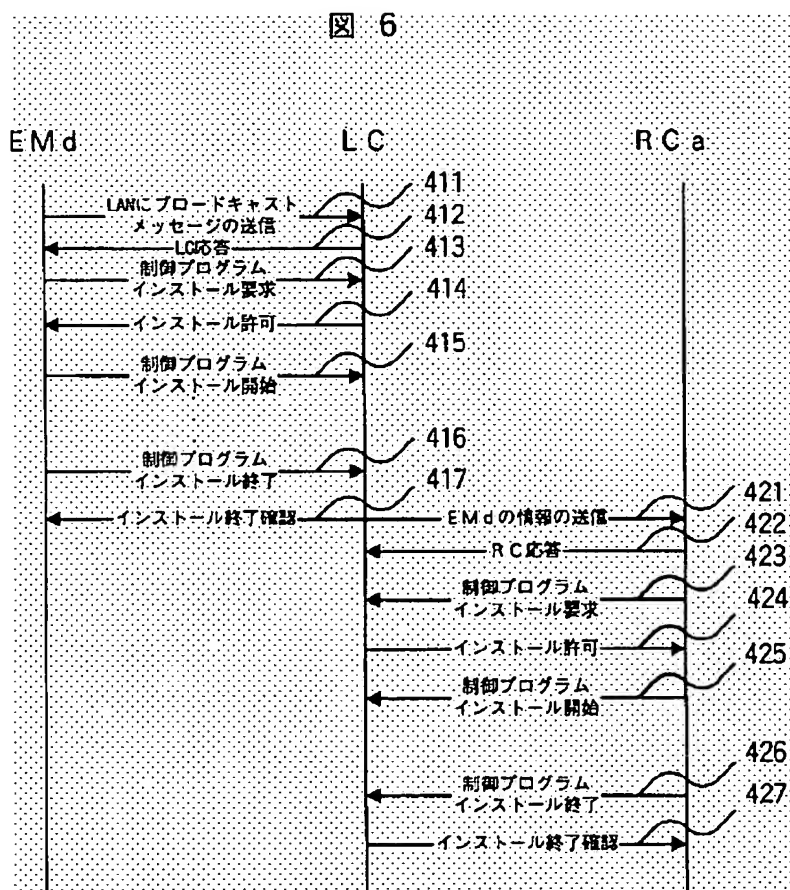 図 6
EMd
LC
RCa
LANにブロードキャスト
メッセージの送信
411
LC応答
412
制御プログラム
インストール要求
413
インストール許可
414
制御プログラム
インストール開始
415
制御プログラム
インストール終了
416
インストール終了確認
417
EMdの情報の送信
421
RC応答
422
制御プログラム
インストール要求
423
インストール許可
424
制御プログラム
インストール開始
425
制御プログラム
インストール終了
426
インストール終了確認
427